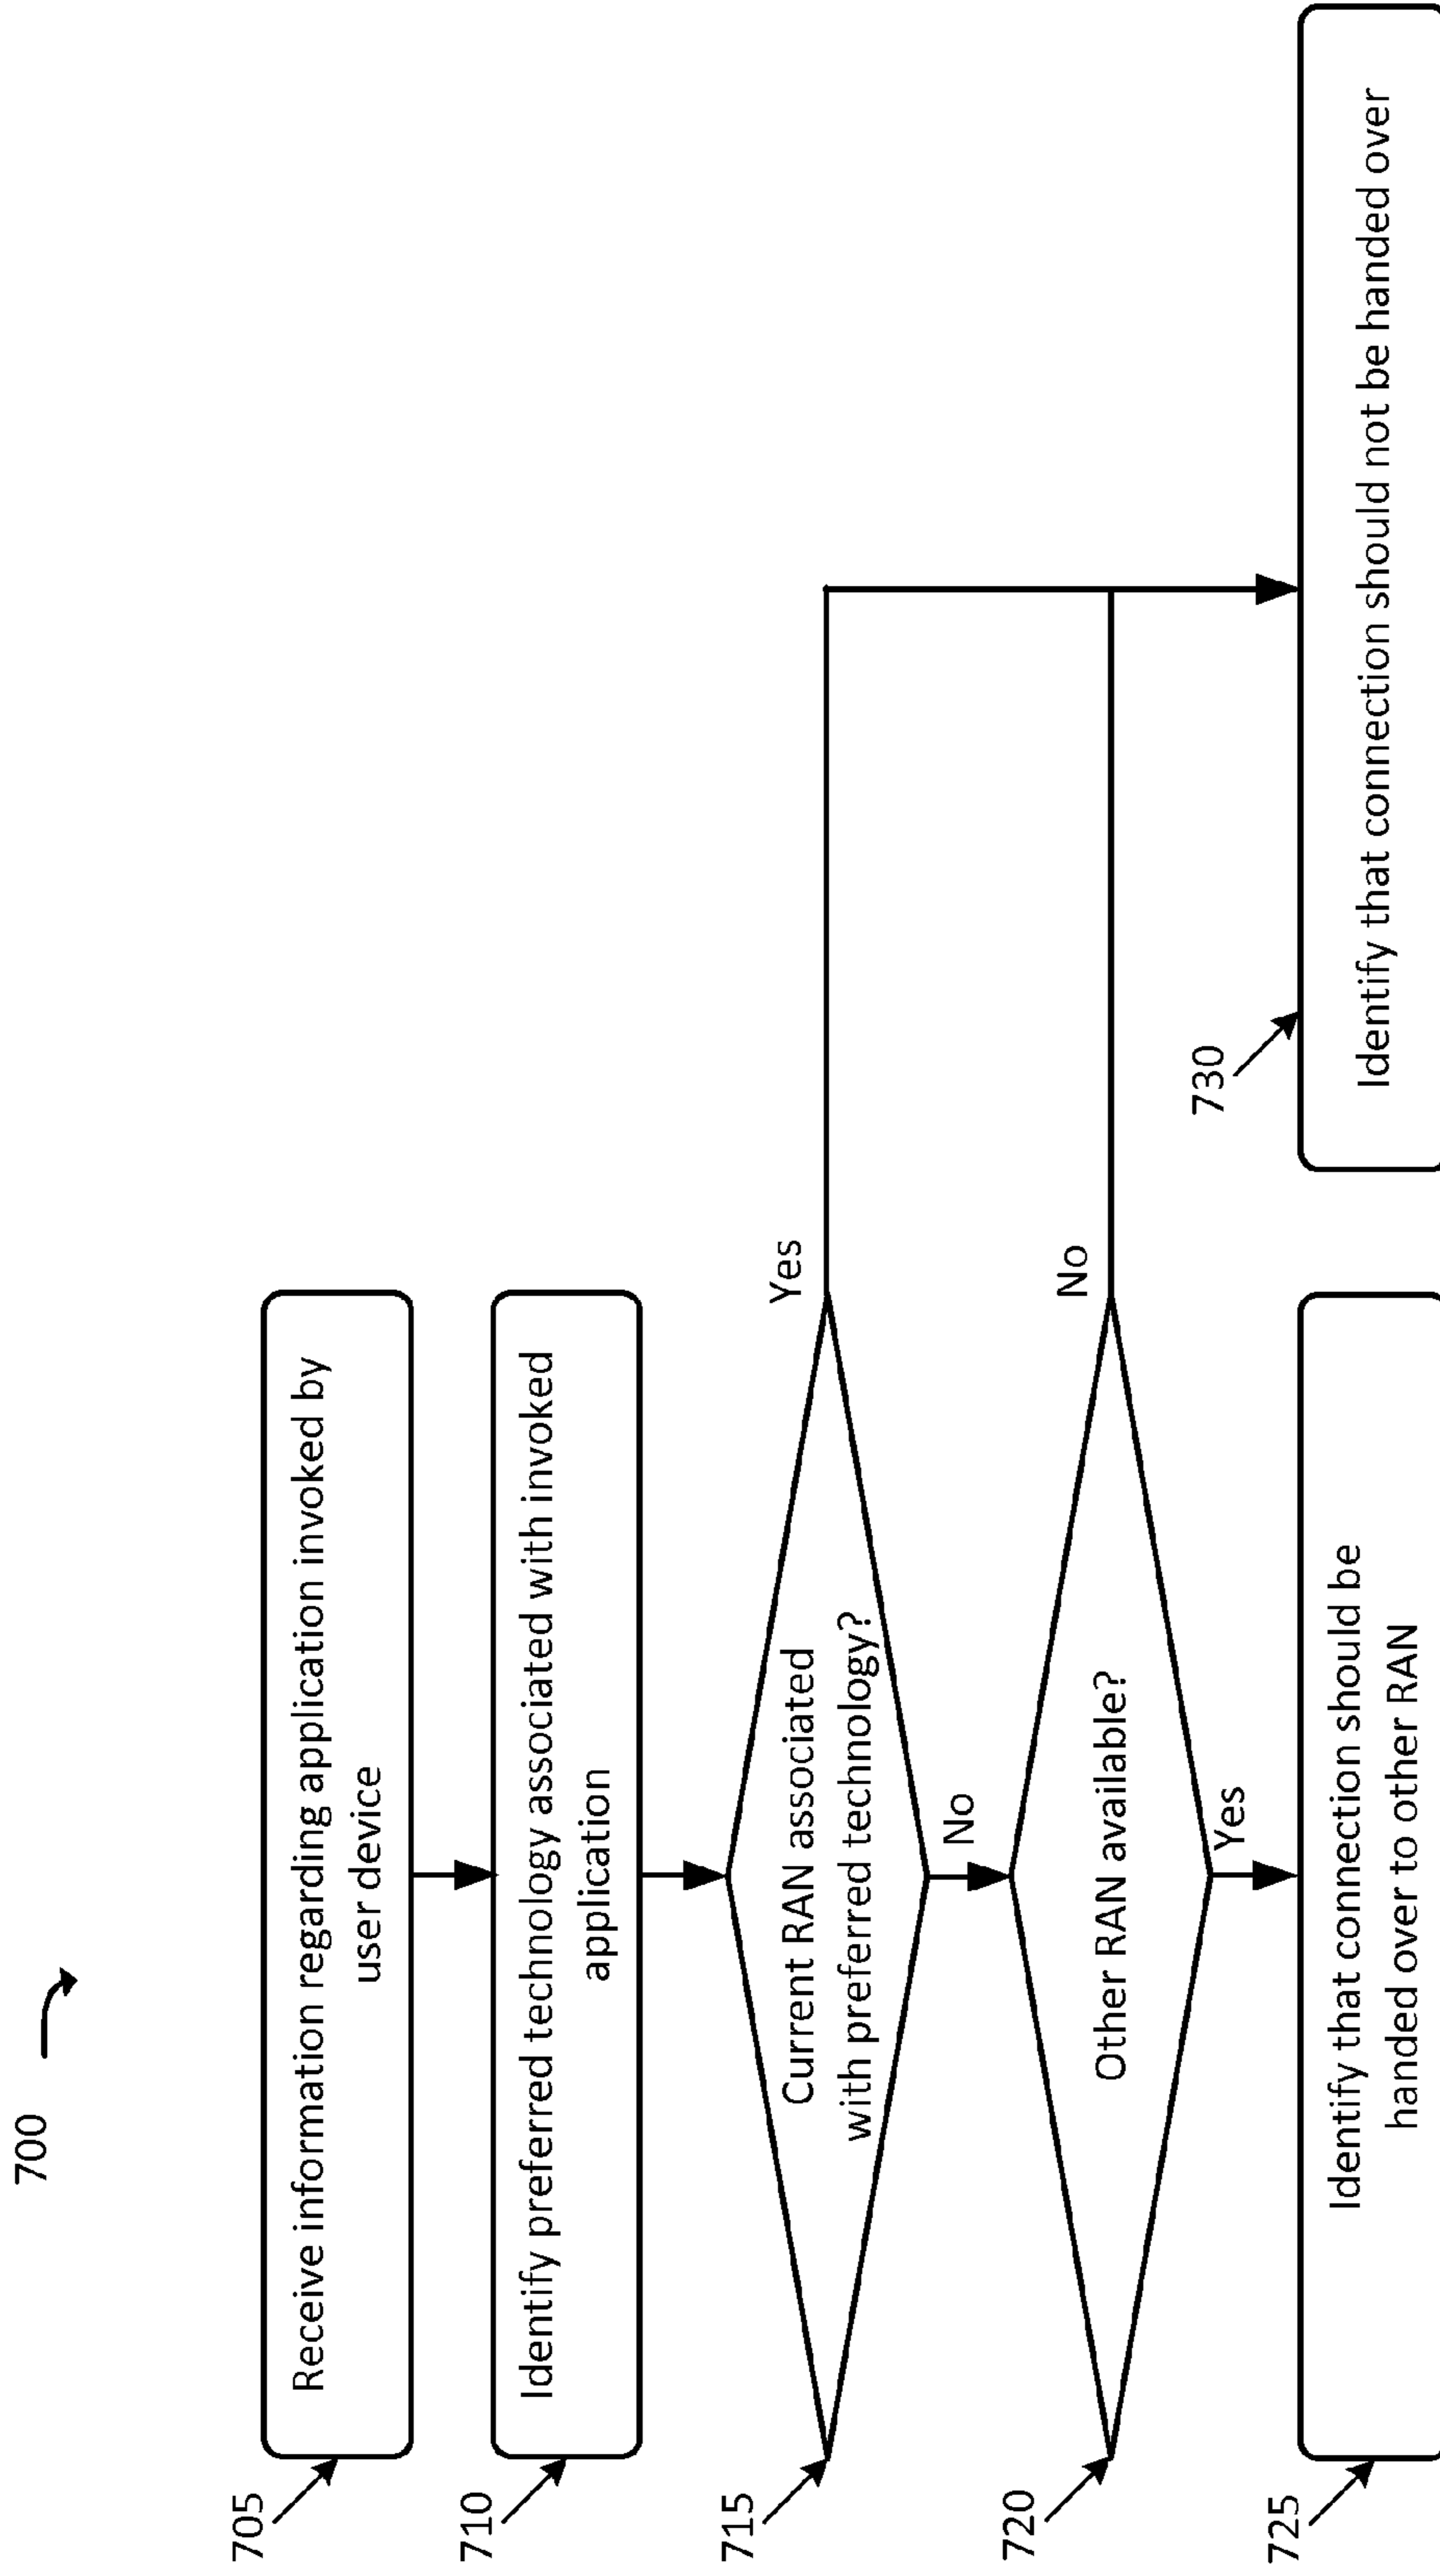 700
705
Receive information regarding application invoked by
user device
710
Identify preferred technology associated with invoked
application
715
Current RAN associated
with preferred technology?
Yes
No
720
Other RAN available?
No
Yes
725
Identify that connection should be
handed over to other RAN
730
Identify that connection should not be handed over